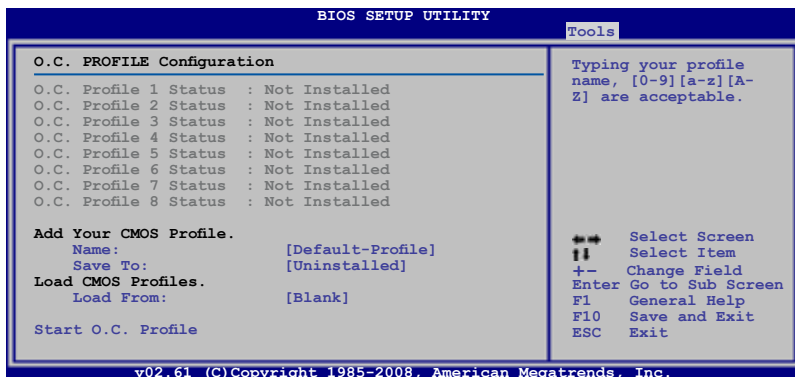 BIOS SETUP UTILITY
Tools
O.C. PROFILE Configuration
O.C. Profile 1 Status : Not Installed
O.C. Profile 2 Status : Not Installed
O.C. Profile 3 Status : Not Installed
O.C. Profile 4 Status : Not Installed
O.C. Profile 5 Status : Not Installed
O.C. Profile 6 Status : Not Installed
O.C. Profile 7 Status : Not Installed
O.C. Profile 8 Status : Not Installed
Add Your CMOS Profile.
Name: [Default-Profile]
Save To: [Uninstalled]
Load CMOS Profiles.
Load From: [Blank]
Start O.C. Profile
Typing your profile
name, [0-9][a-z][A-
Z] are acceptable.
Select Screen
Select Item
+- Change Field
Enter Go to Sub Screen
F1 General Help
F10 Save and Exit
ESC Exit
v02.61 (C)Copyright 1985-2008, American Megatrends, Inc.